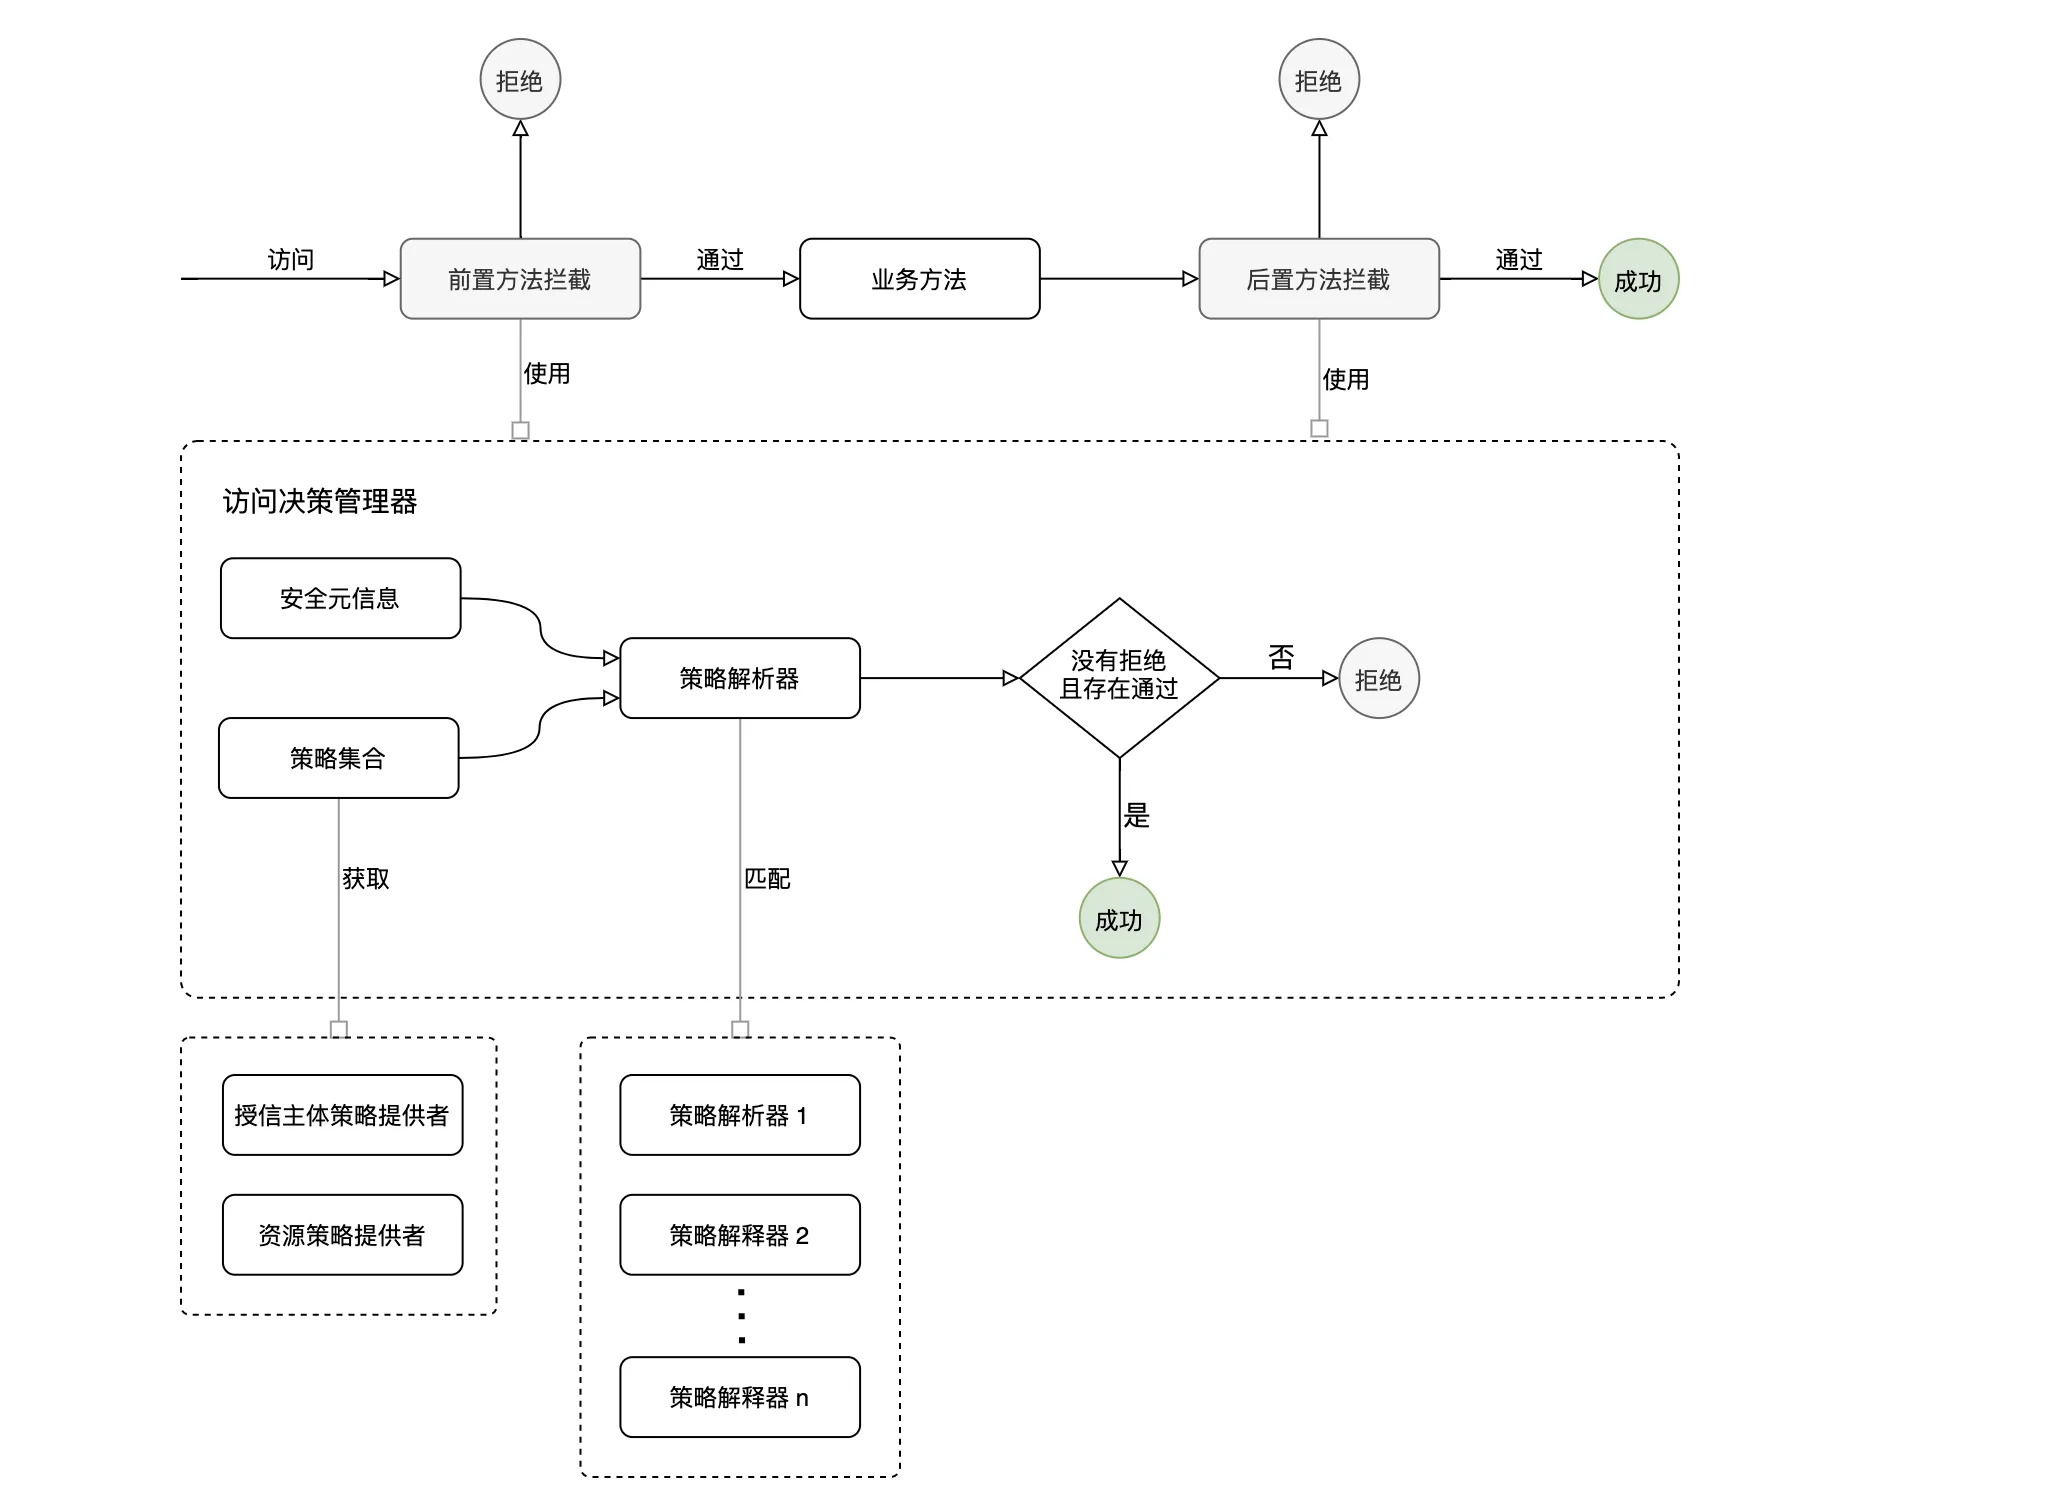 拒绝
拒绝
访问
前置方法拦截
通过
业务方法
后置方法拦截
通过
成功
使用
使用
访问决策管理器
安全元信息
策略集合
策略解析器
没有拒绝
且存在通过
否
拒绝
是
成功
获取
匹配
授信主体策略提供者
资源策略提供者
策略解析器 1
策略解释器 2
策略解释器 n